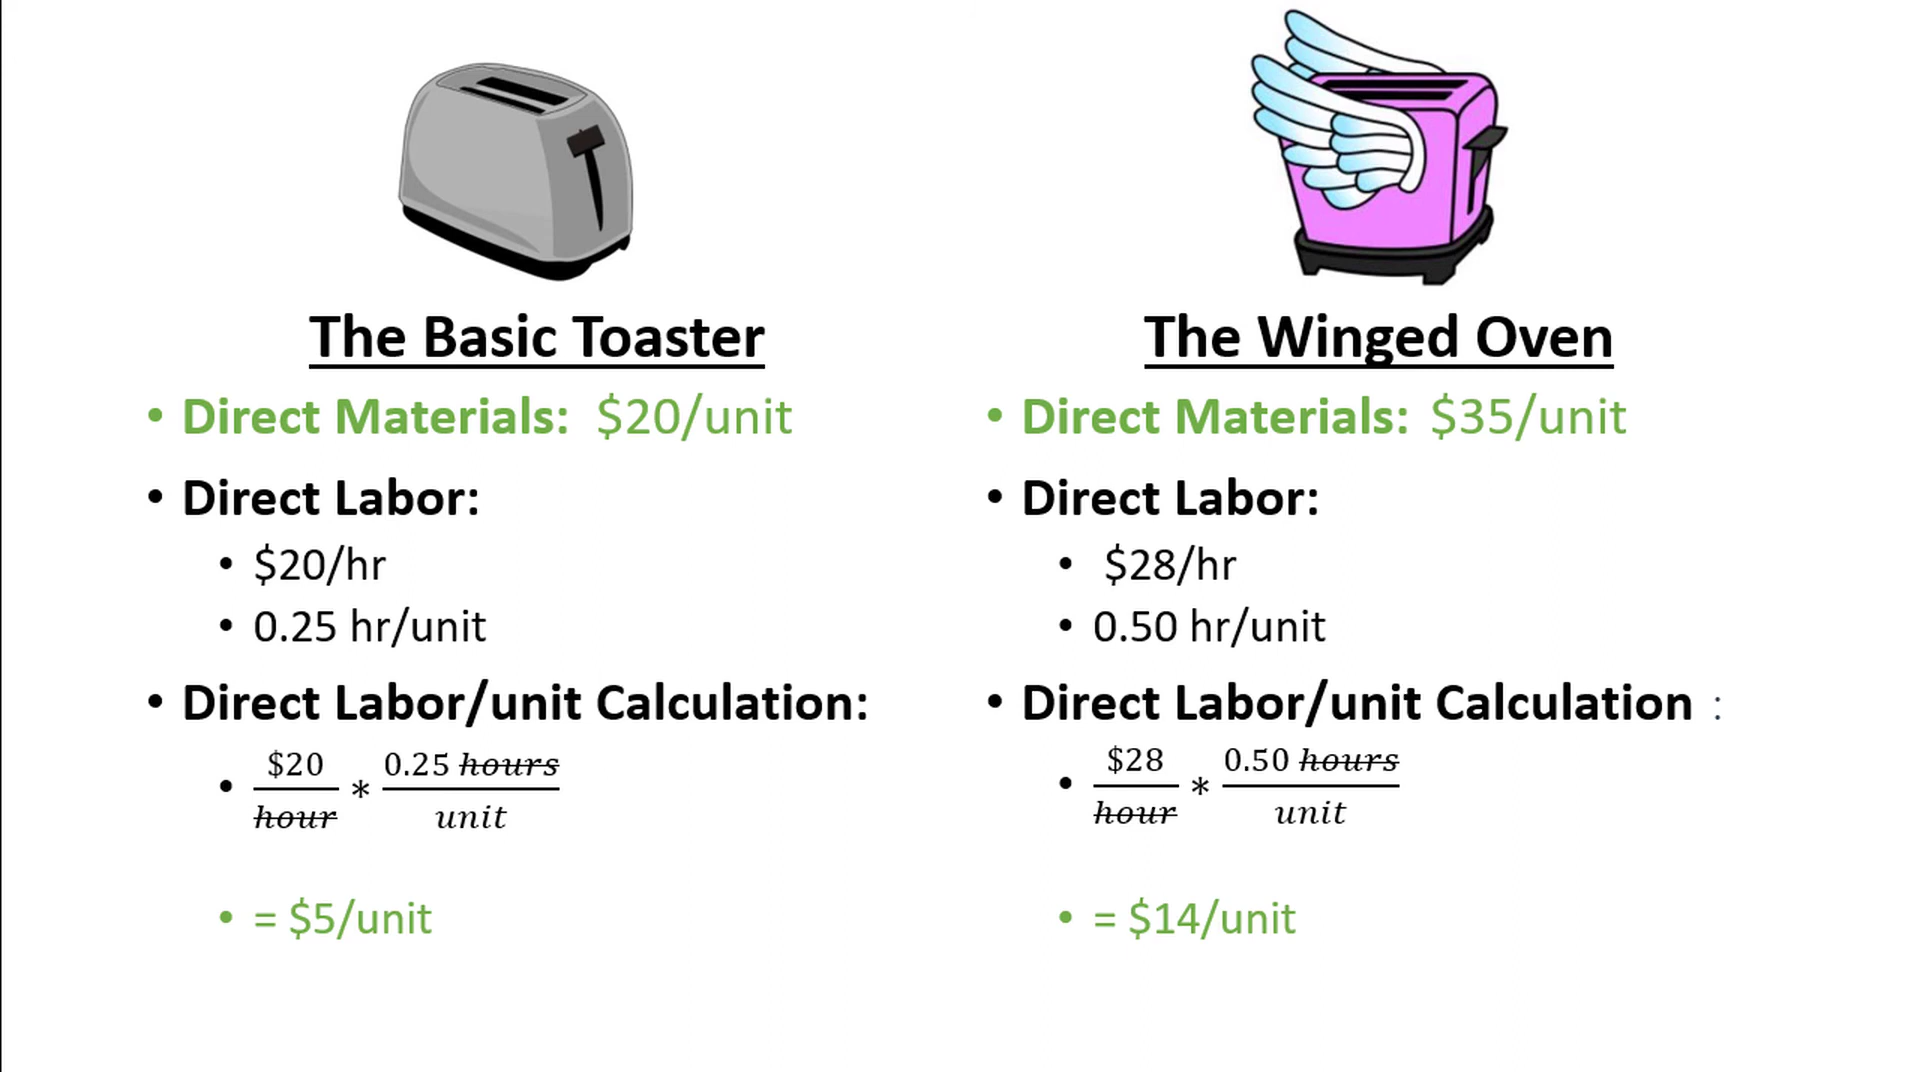 The Basic Toaster
• Direct Materials: $20/unit
• Direct Labor:
• $20/hr
• 0.25 hr/unit
• Direct Labor/unit Calculation:
• $20/hour * 0.25 hours/unit
• = $5/unit
The Winged Oven
• Direct Materials: $35/unit
• Direct Labor:
• $28/hr
• 0.50 hr/unit
• Direct Labor/unit Calculation :
• $28/hour * 0.50 hours/unit
• = $14/unit